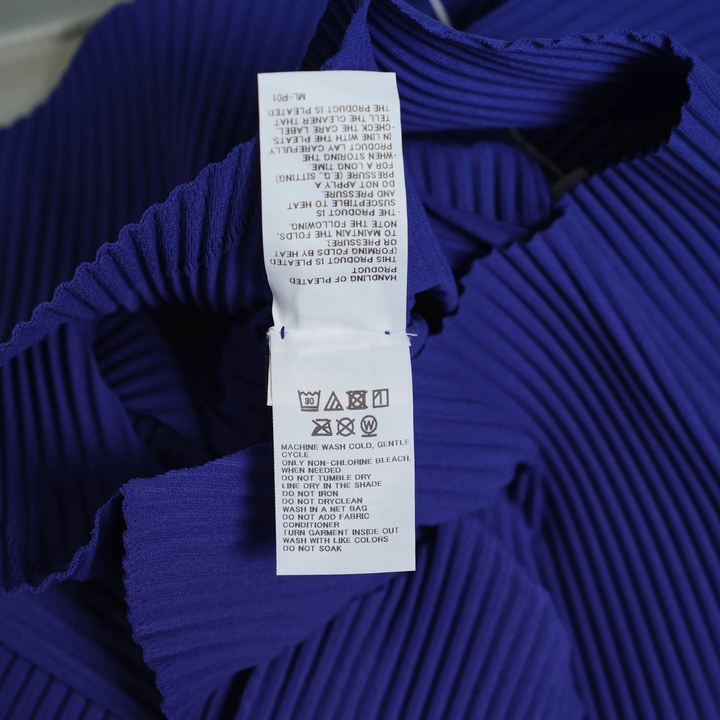 HANDLING OF PLEATED
PRODUCT
THIS PRODUCT IS PLEATED
(FORMING FOLDS BY HEAT
OR PRESSURE).
TO MAINTAIN THE FOLDS,
NOTE THE FOLLOWING.
·THE PRODUCT IS
SUSCEPTIBLE TO HEAT
AND PRESSURE.
DO NOT APPLY A
PRESSURE (E.G., SITTING)
FOR A LONG TIME.
·WHEN STORING THE
PRODUCT LAY CAREFULLY
IN LINE WITH THE PLEATS.
·CHECK THE CARE LABEL.
TELL THE CLEANER THAT
THE PRODUCT IS PLEATED.
ML-P01
30
W
MACHINE WASH COLD, GENTLE
CYCLE
ONLY NON-CHLORINE BLEACH,
WHEN NEEDED
DO NOT TUMBLE DRY
LINE DRY IN THE SHADE
DO NOT IRON
DO NOT DRYCLEAN
WASH IN A NET BAG
DO NOT ADD FABRIC
CONDITIONER
TURN GARMENT INSIDE OUT
WASH WITH LIKE COLORS
DO NOT SOAK